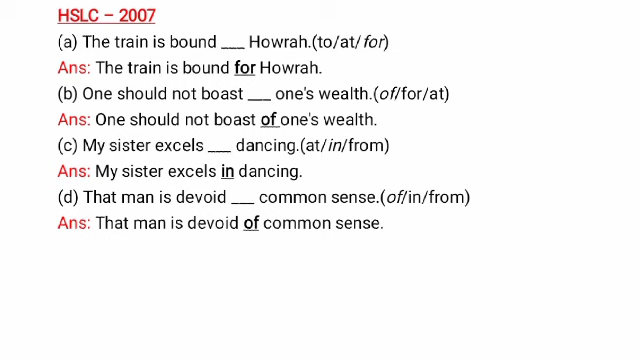 HSLC – 2007
(a) The train is bound ___ Howrah.(to/at/for)
Ans: The train is bound for Howrah.
(b) One should not boast ___ one's wealth.(of/for/at)
Ans: One should not boast of one's wealth.
(c) My sister excels ___ dancing.(at/in/from)
Ans: My sister excels in dancing.
(d) That man is devoid ___ common sense.(of/in/from)
Ans: That man is devoid of common sense.